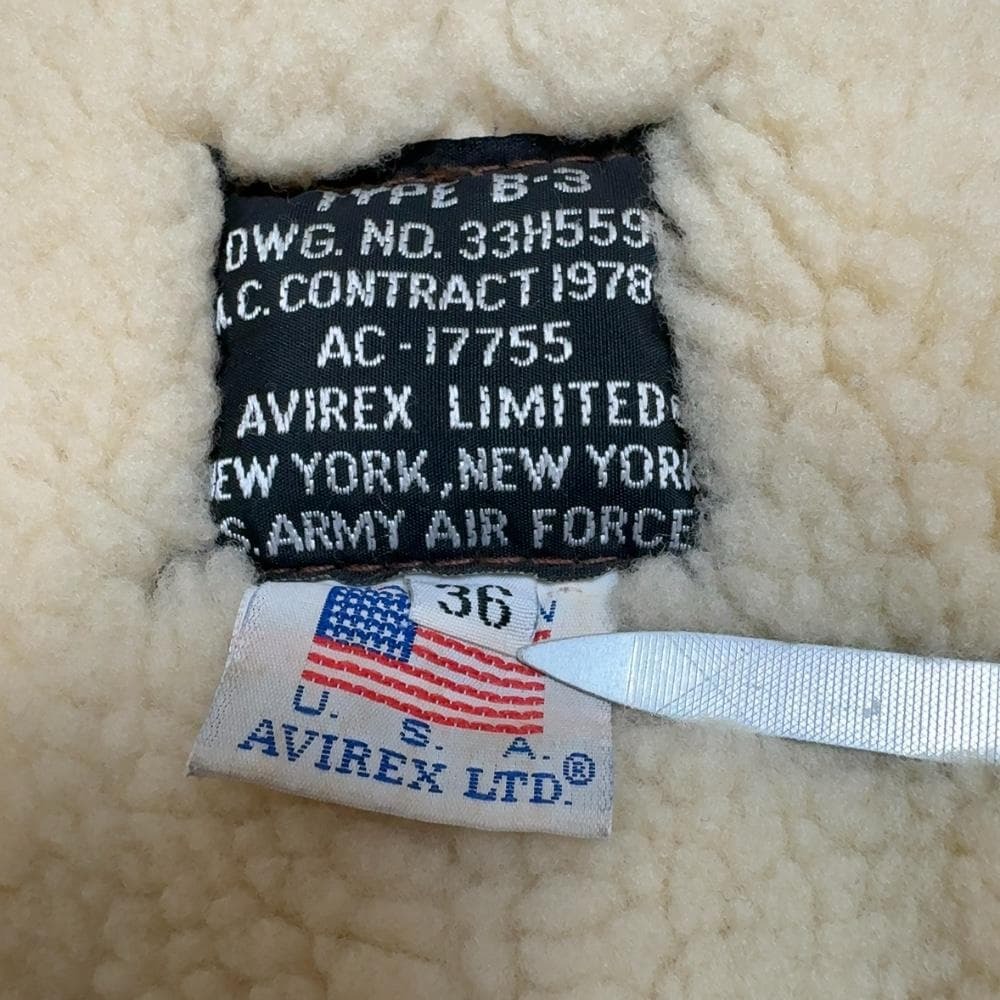 TYPE B-3
DWG. NO. 33H559
.C. CONTRACT 1978
AC-17755
AVIREX LIMITED
EW YORK, NEW YORK
S. ARMY AIR FORCE
36
N
U. S. A.
AVIREX LTD.®